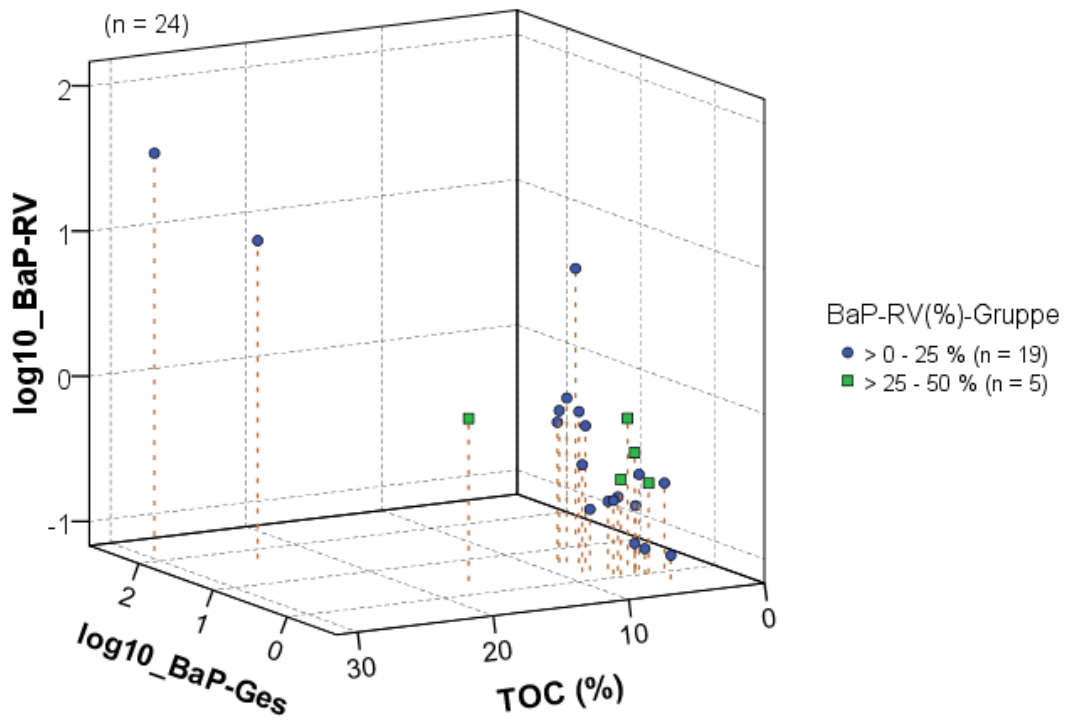 (n = 24)
2
1
0
-1
log10_BaP-RV
2
1
0
log10_BaP-Ges
30
20
10
0
TOC (%)
BaP-RV(%)-Gruppe
> 0 - 25 % (n = 19)
> 25 - 50 % (n = 5)